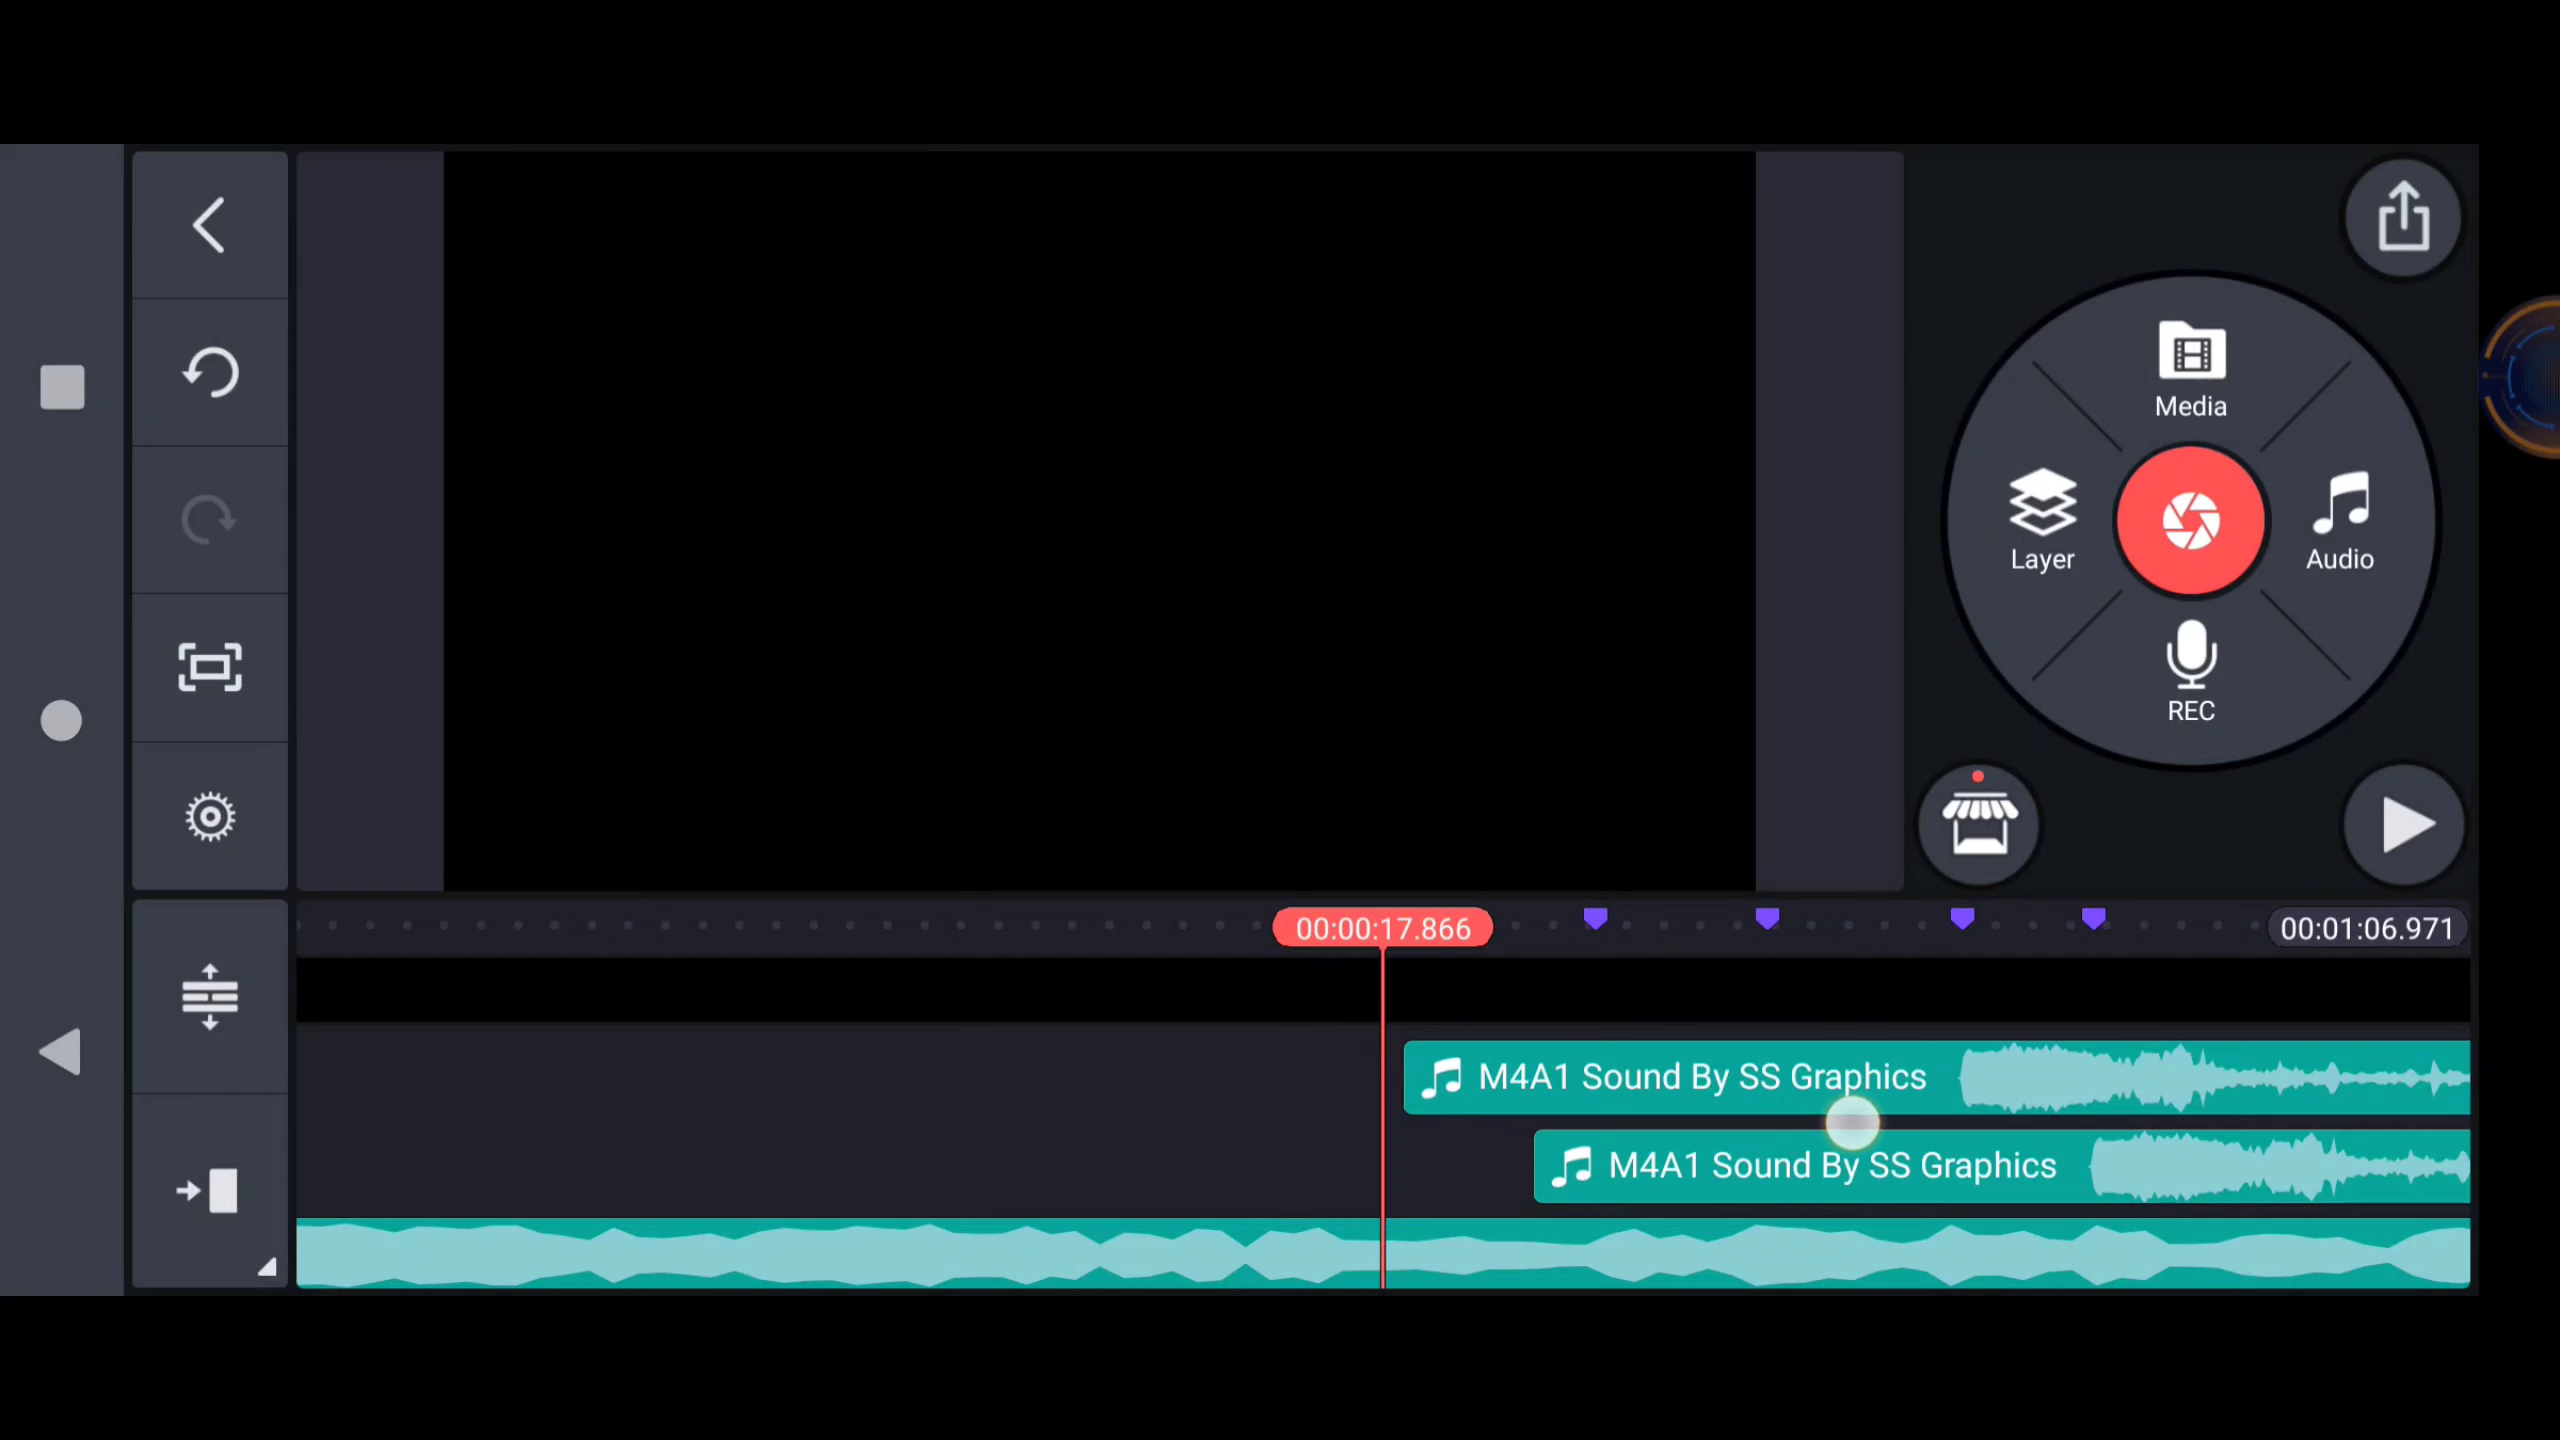 Media
Layer
Audio
REC
00:00:17.866
00:01:06.971
M4A1 Sound By SS Graphics
M4A1 Sound By SS Graphics